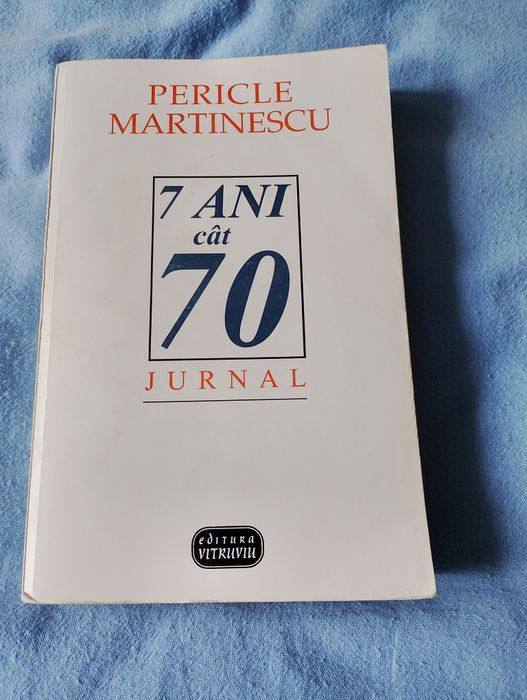 PERICLE
MARTINESCU
7 ANI
cât
70
JURNAL
editura
VITRUVIU